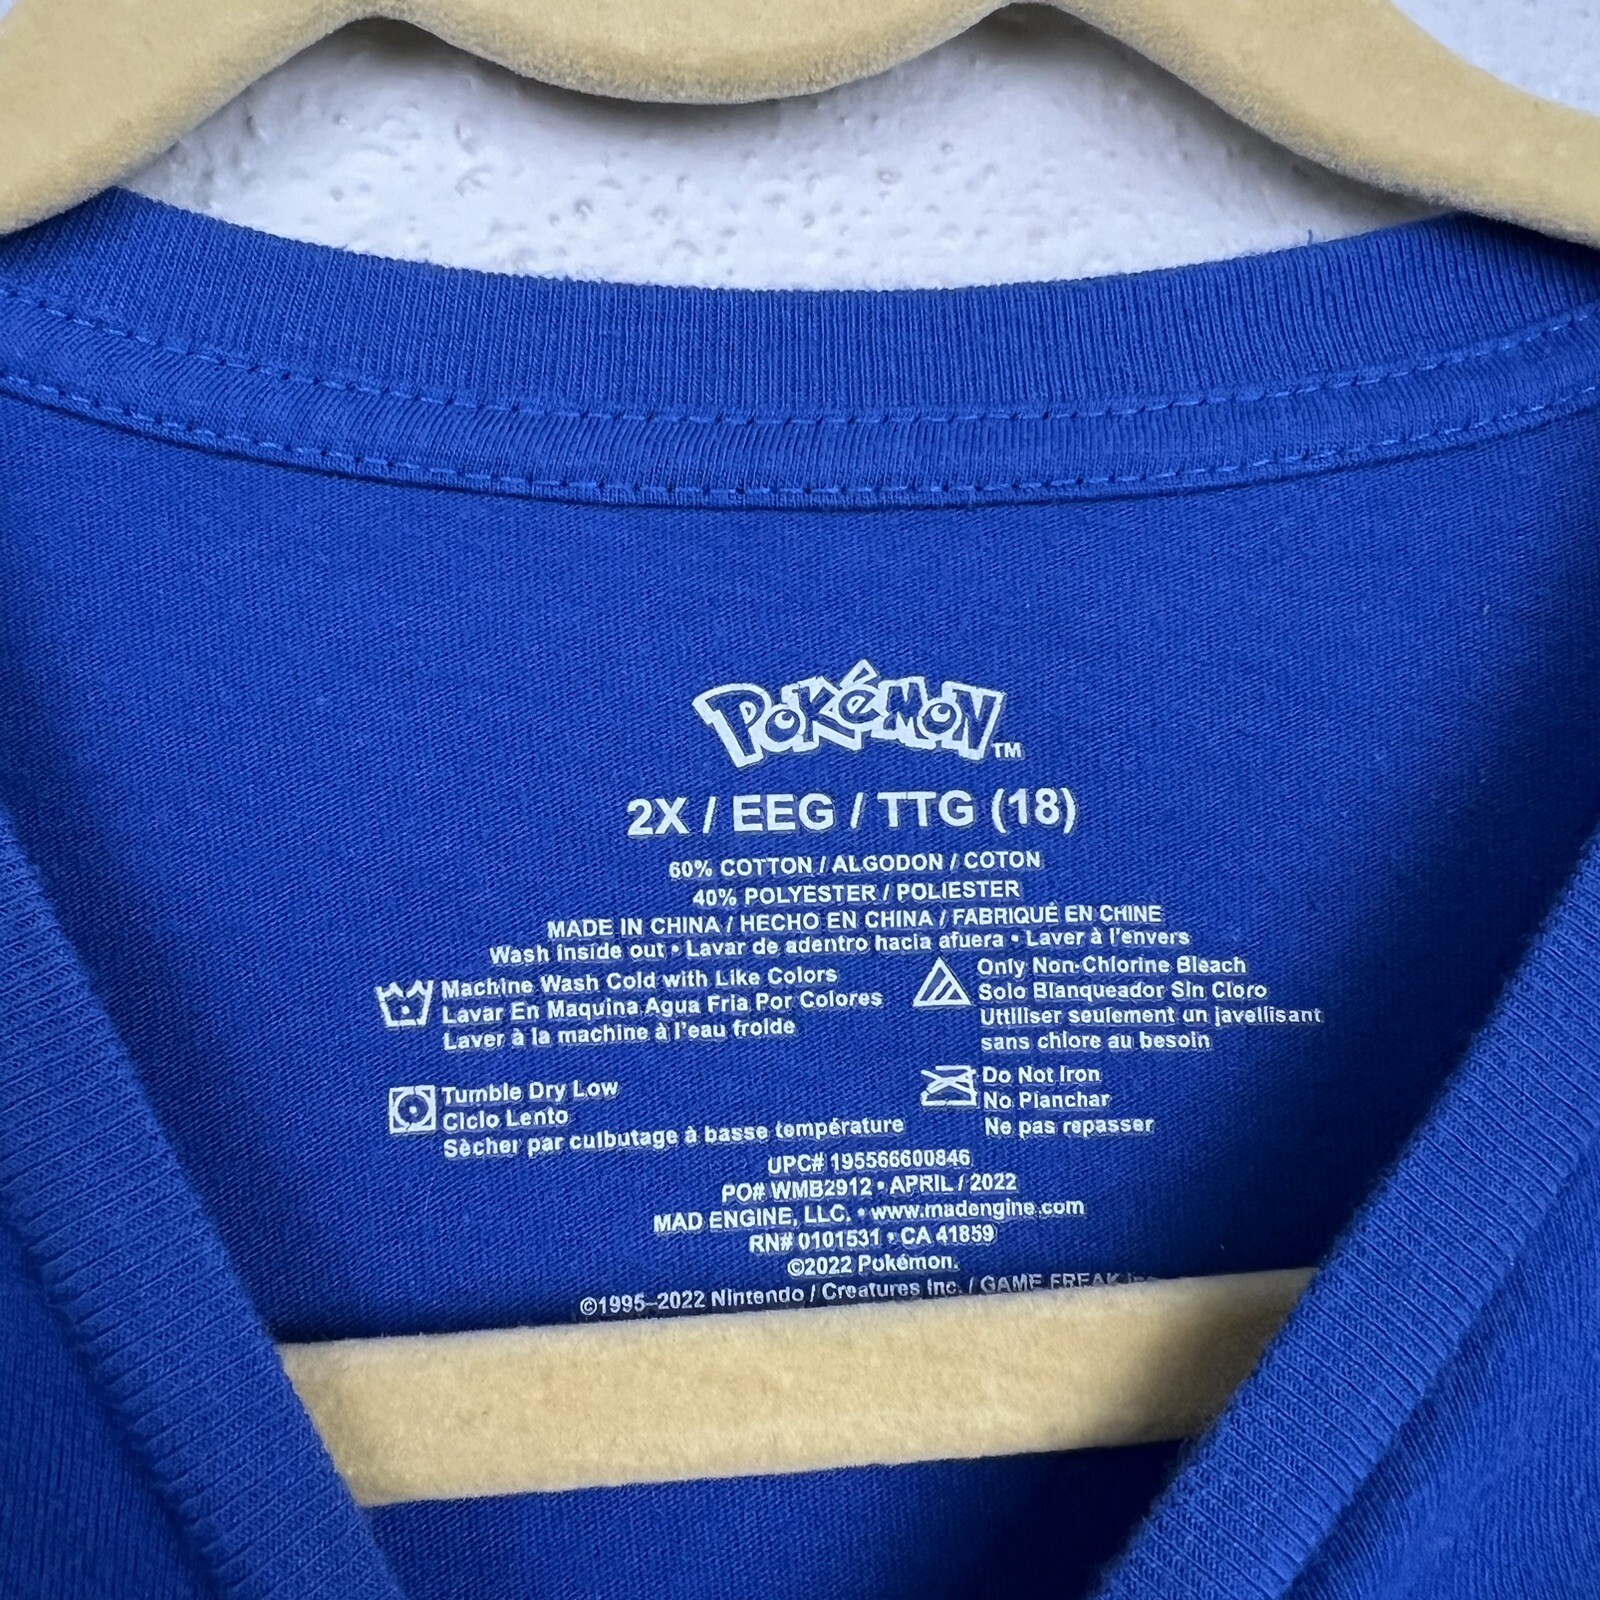 POKéMON™
2X / EEG / TTG (18)
60% COTTON / ALGODON / COTON
40% POLYESTER / POLIESTER
MADE IN CHINA / HECHO EN CHINA / FABRIQUÉ EN CHINE
Wash inside out • Lavar de adentro hacia afuera • Laver à l'envers
Machine Wash Cold with Like Colors
Lavar En Maquina Agua Fria Por Colores
Laver à la machine à l'eau froide
Only Non-Chlorine Bleach
Solo Blanqueador Sin Cloro
Uttiliser seulement un javellisant
sans chlore au besoin
Tumble Dry Low
Ciclo Lento
Sècher par culbutage à basse température
Do Not Iron
No Planchar
Ne pas repasser
UPC# 195566600846
PO# WMB2912 • APRIL / 2022
MAD ENGINE, LLC. • www.madengine.com
RN# 0101531 • CA 41859
©2022 Pokémon.
©1995–2022 Nintendo / Creatures Inc. / GAME FREAK